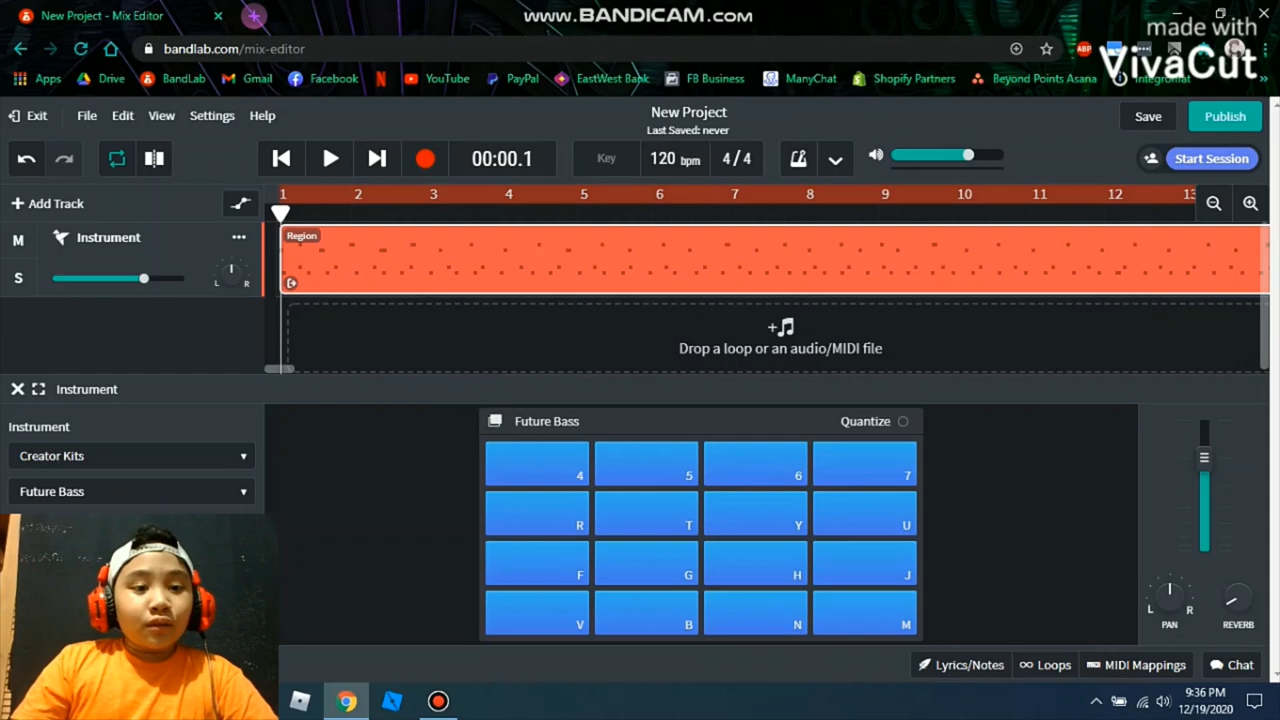 www.BANDICAM.com
made with
VivaCut
New Project - Mix Editor
bandlab.com/mix-editor
ABP
Apps Drive BandLab Gmail Facebook YouTube PayPal EastWest Bank FB Business ManyChat Shopify Partners Beyond Points Asana Integromat
Exit File Edit View Settings Help
New Project
Last Saved: never
Save Publish
00:00.1 Key 120 bpm 4 / 4 Start Session
+ Add Track
1 2 3 4 5 6 7 8 9 10 11 12 13
M Instrument
S L R
Region
Drop a loop or an audio/MIDI file
Instrument
Instrument
Creator Kits
Future Bass
Future Bass Quantize
4 5 6 7
R T Y U
F G H J
V B N M
L R
PAN REVERB
Lyrics/Notes Loops MIDI Mappings Chat
9:36 PM
12/19/2020